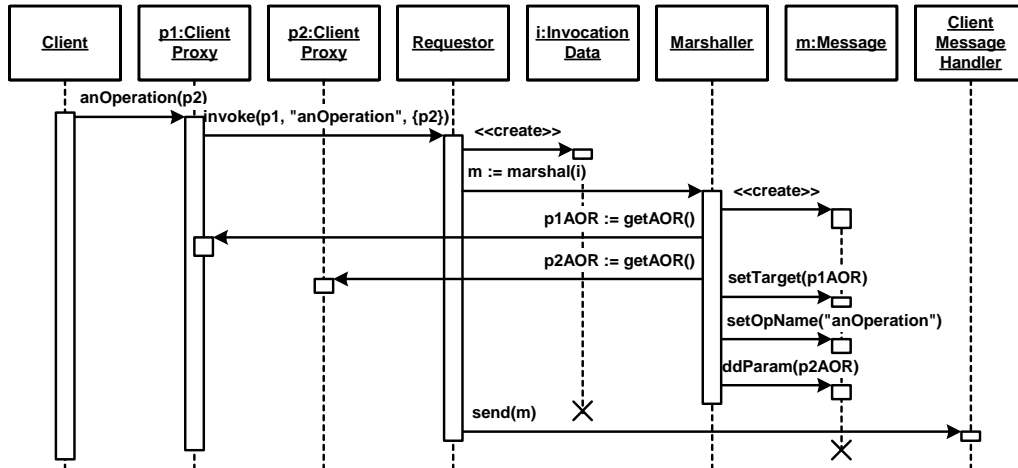 Client
p1:Client
Proxy
p2:Client
Proxy
Requestor
i:Invocation
Data
Marshaller
m:Message
Client
Message
Handler
anOperation(p2)
invoke(p1, "anOperation", {p2})
<<create>>
m := marshal(i)
<<create>>
p1AOR := getAOR()
p2AOR := getAOR()
setTarget(p1AOR)
setOpName("anOperation")
ddParam(p2AOR)
send(m)